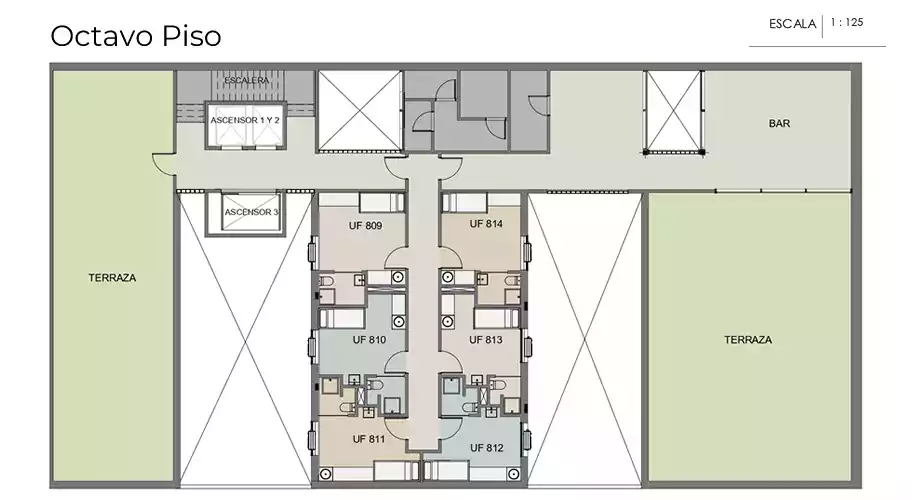 Octavo Piso
ESCALA 1 : 125
ESCALERA
ASCENSOR 1 Y 2
BAR
ASCENSOR 3
UF 809
UF 814
TERRAZA
UF 810
UF 813
TERRAZA
UF 811
UF 812